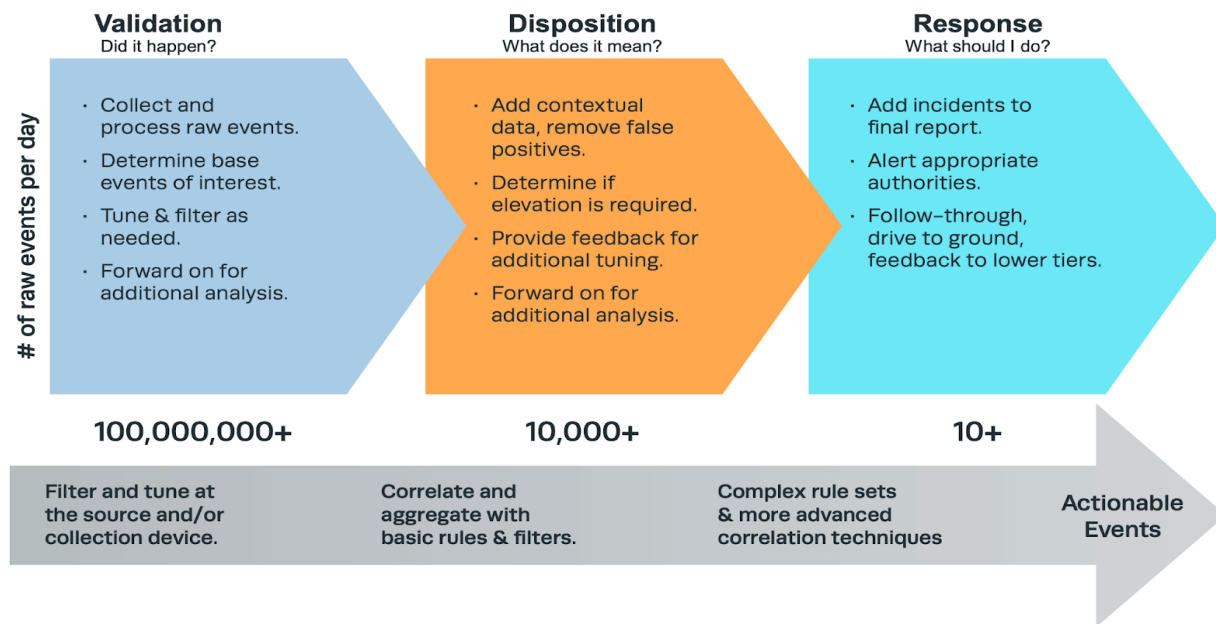 Validation
Did it happen?
Disposition
What does it mean?
Response
What should I do?
# of raw events per day
· Collect and
process raw events.
· Determine base
events of interest.
· Tune & filter as
needed.
· Forward on for
additional analysis.
· Add contextual
data, remove false
positives.
· Determine if
elevation is required.
· Provide feedback for
additional tuning.
· Forward on for
additional analysis.
· Add incidents to
final report.
· Alert appropriate
authorities.
· Follow-through,
drive to ground,
feedback to lower tiers.
100,000,000+
10,000+
10+
Filter and tune at
the source and/or
collection device.
Correlate and
aggregate with
basic rules & filters.
Complex rule sets
& more advanced
correlation techniques
Actionable
Events